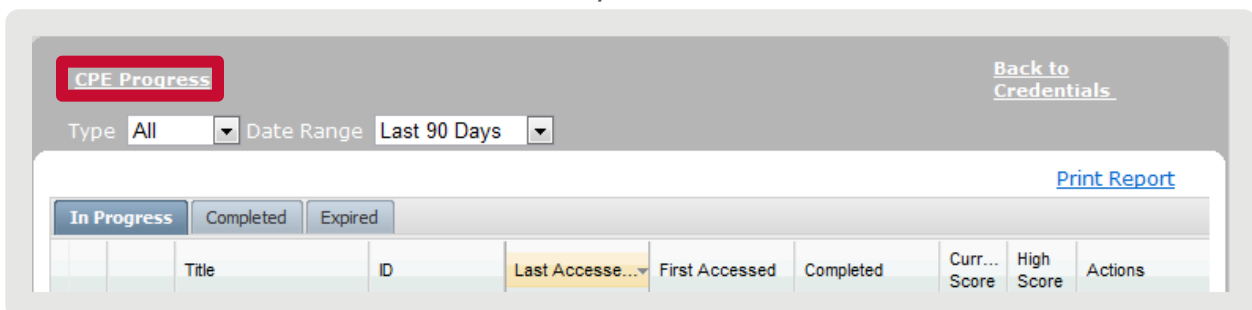 CPE Progress
Back to
Credentials
Type All Date Range Last 90 Days
Print Report
In Progress Completed Expired
Title ID Last Accesse... First Accessed Completed Curr... Score High Score Actions